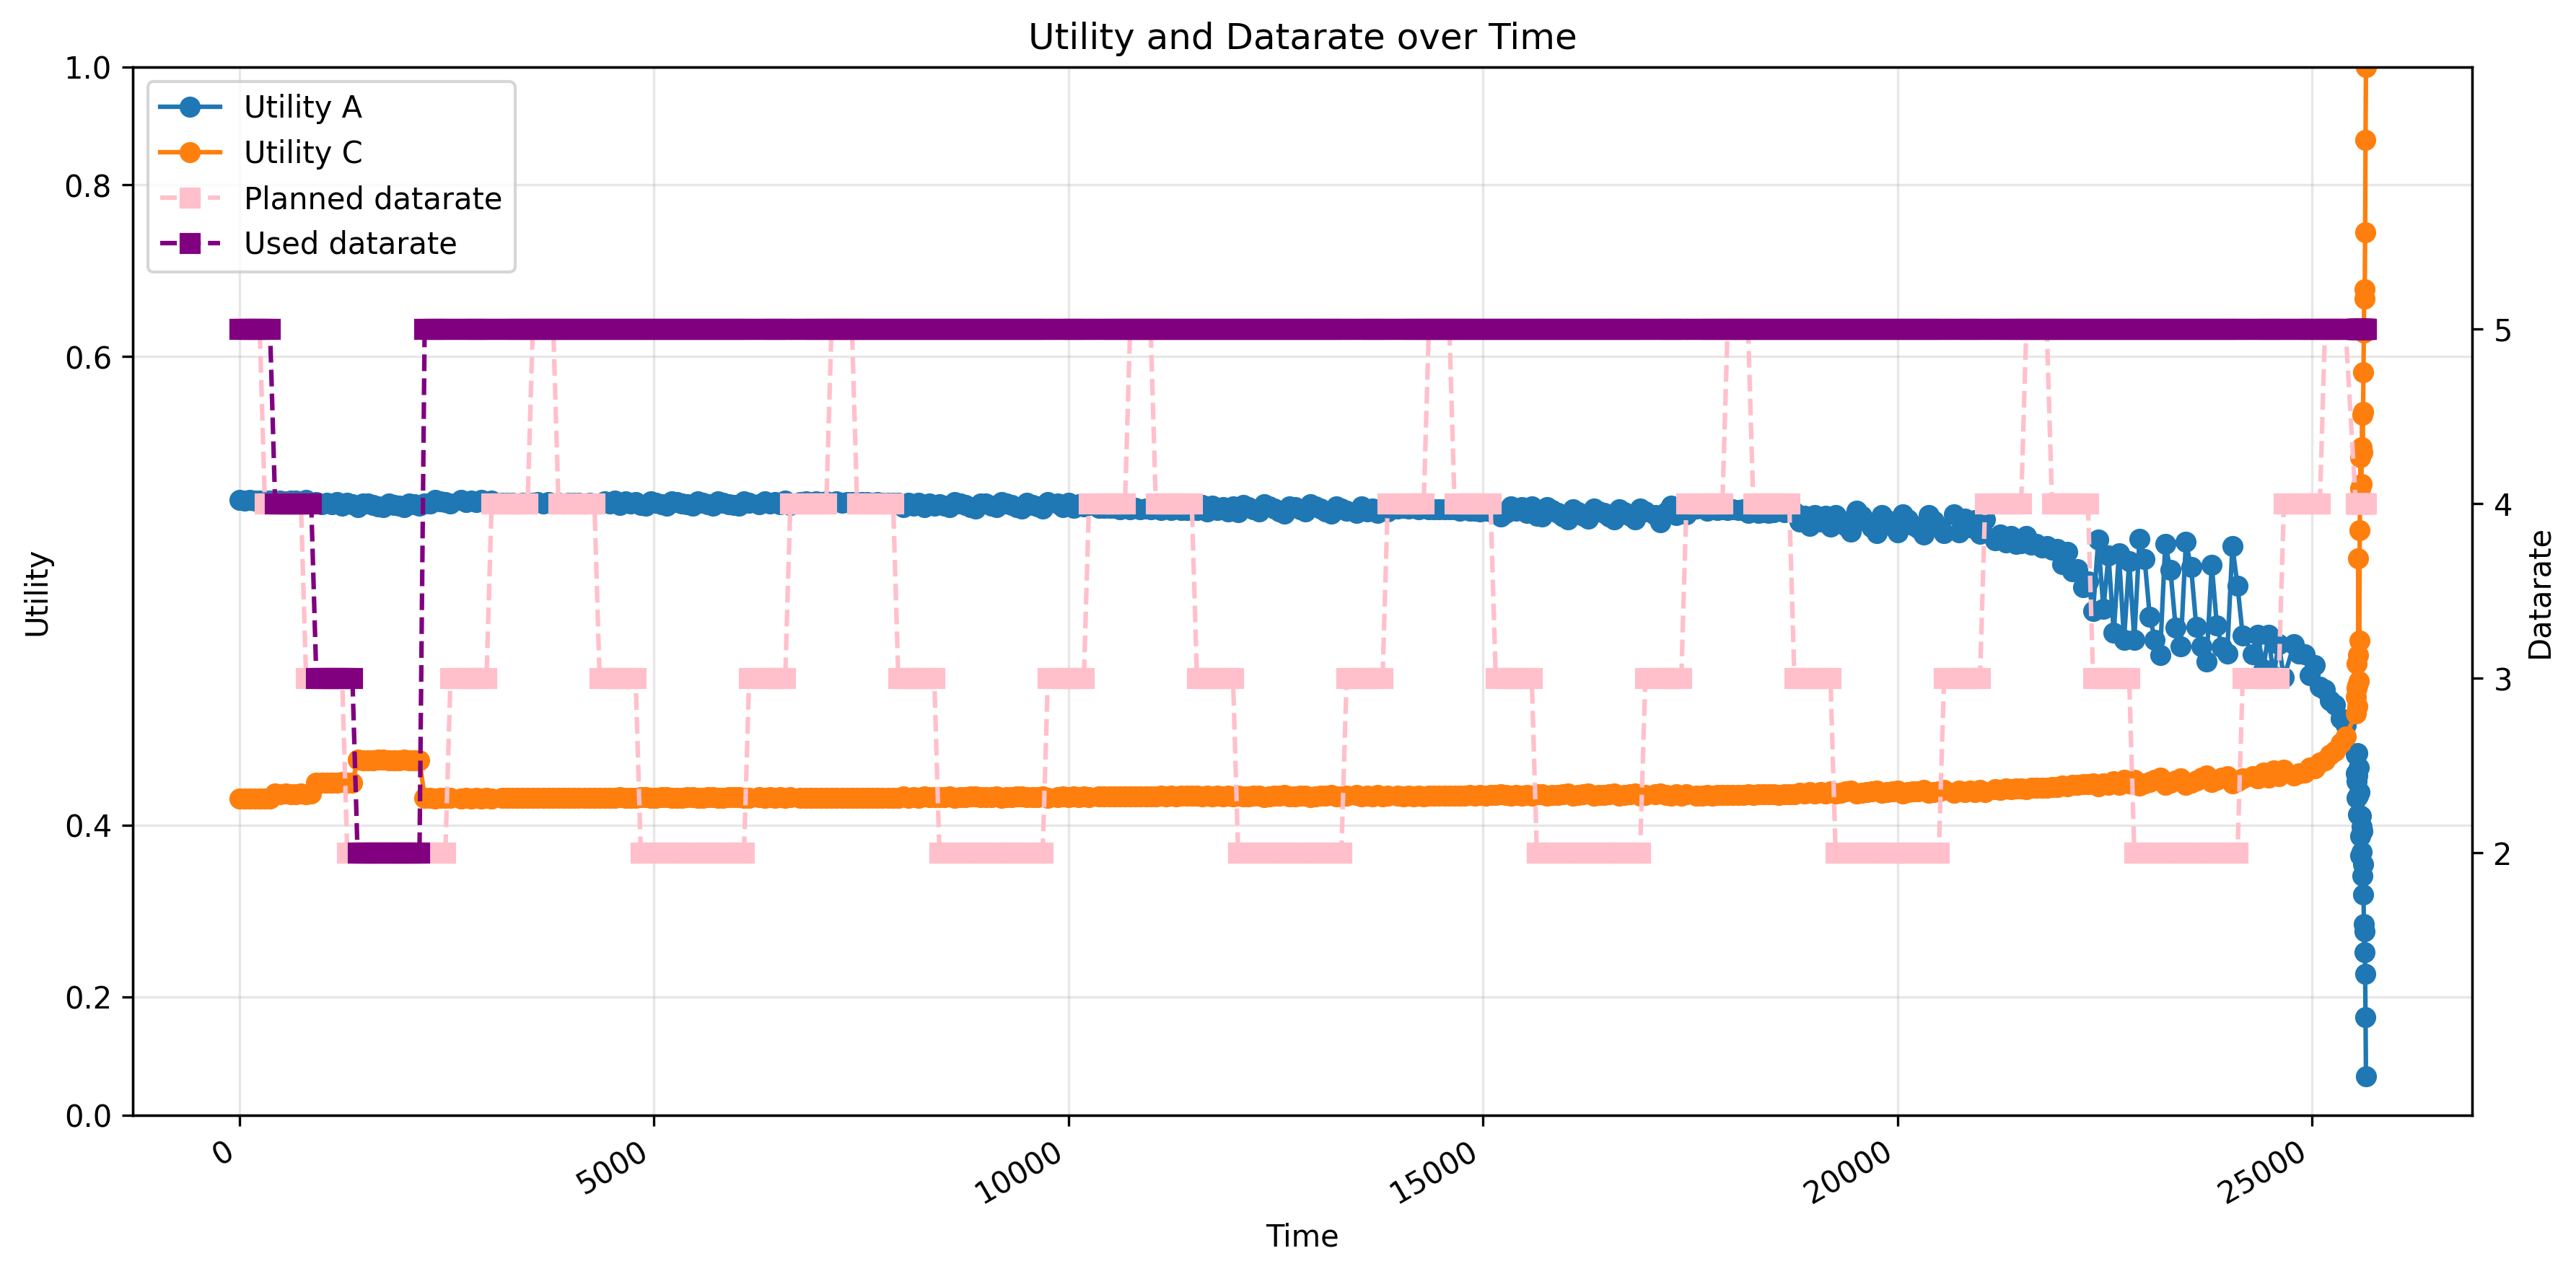 Utility and Datarate over Time
Utility A
Utility C
Planned datarate
Used datarate
1.0
0.8
0.6
0.4
0.2
0.0
Utility
5
4
3
2
Datarate
0
5000
10000
15000
20000
25000
Time